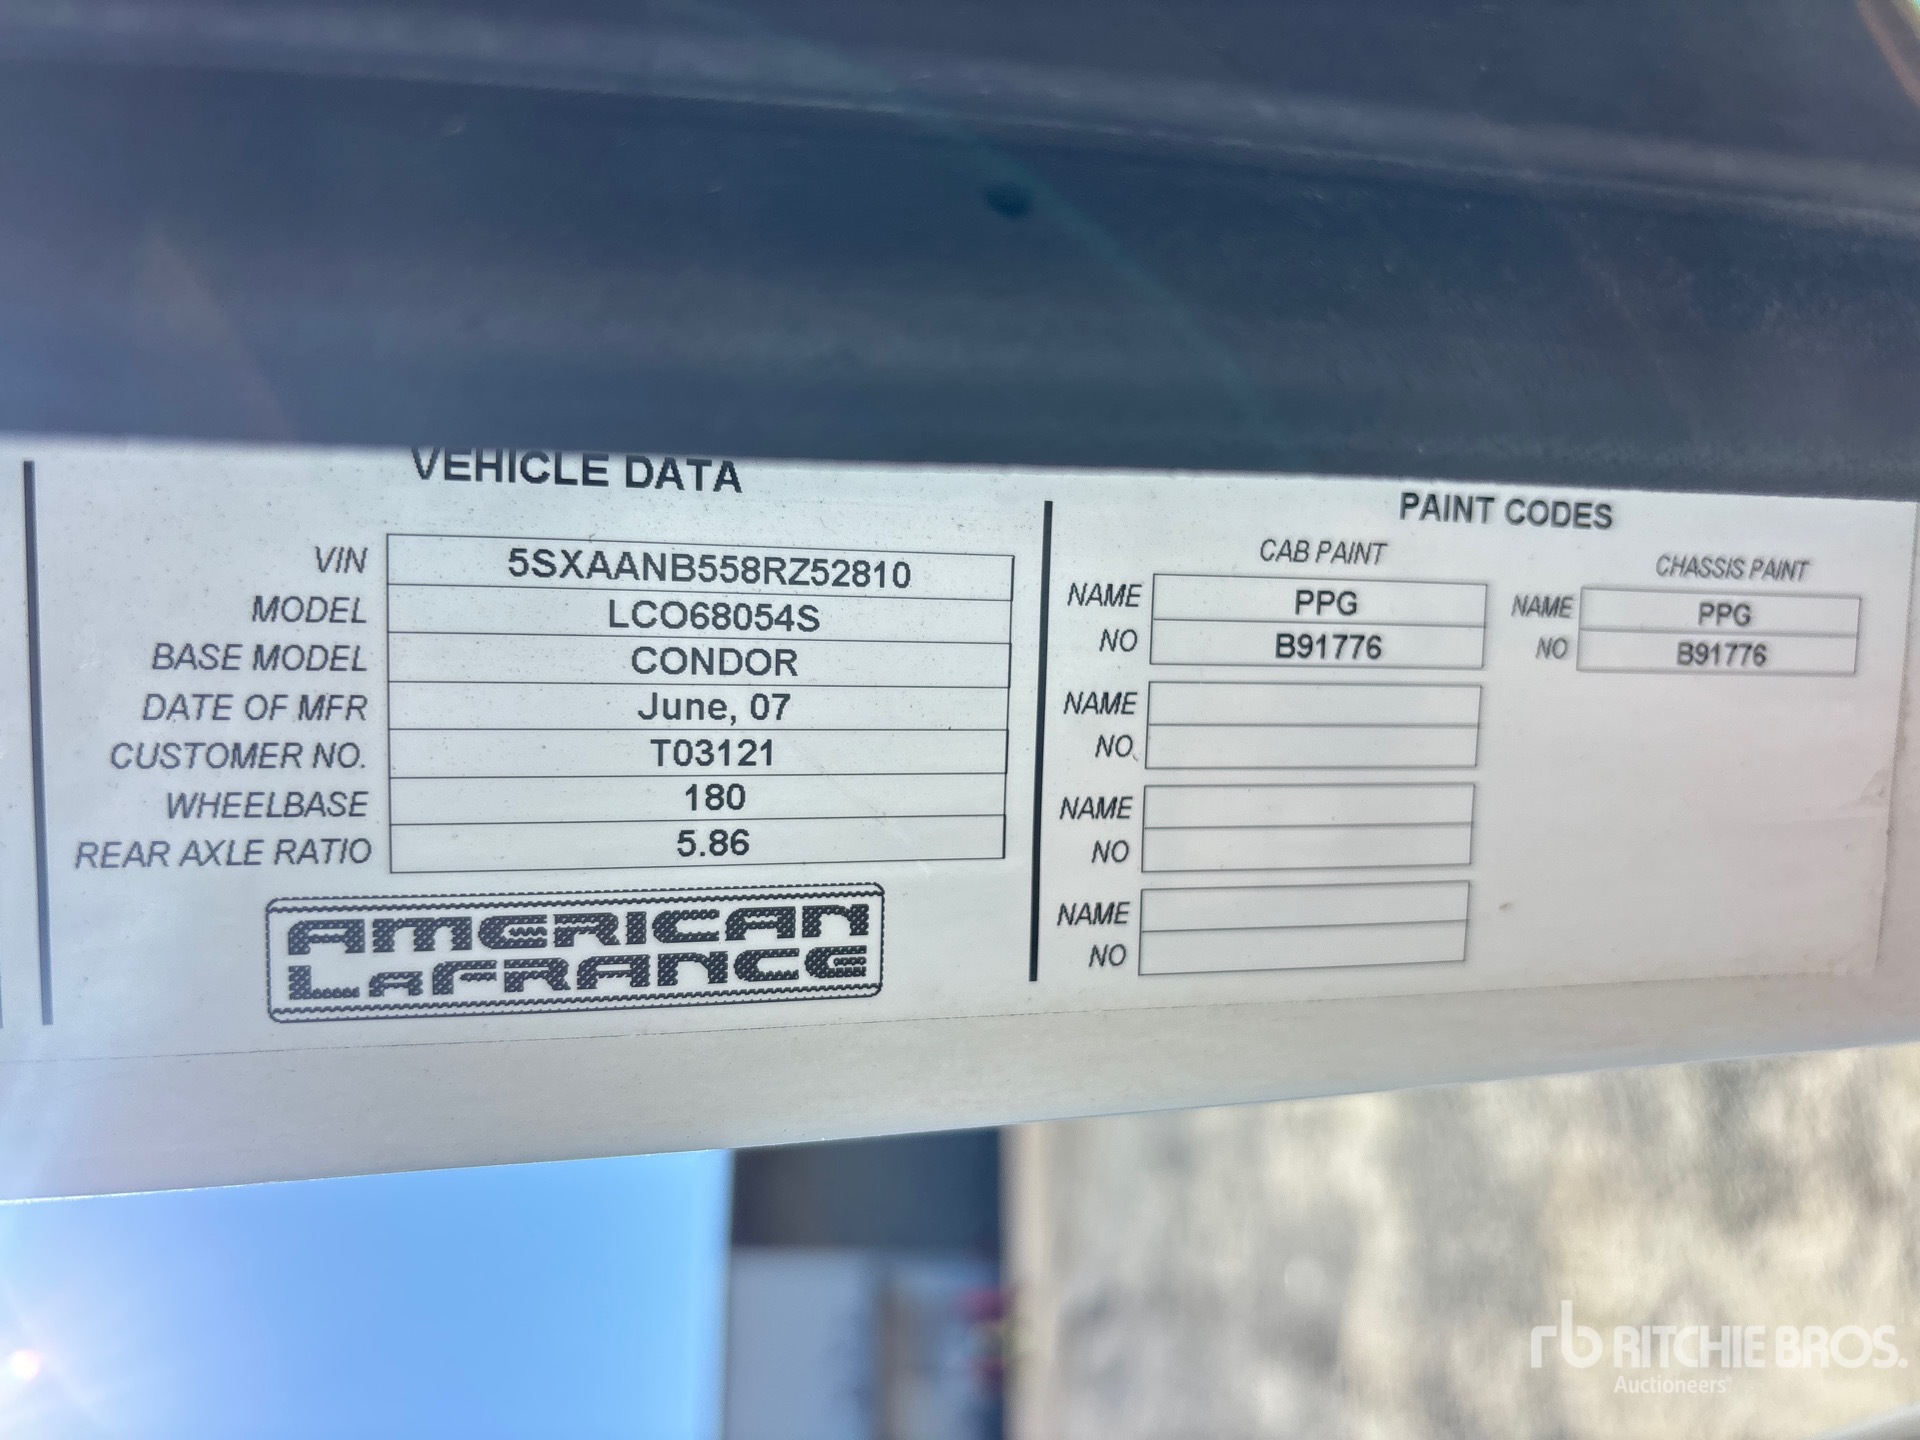 VEHICLE DATA
VIN 5SXAANB558RZ52810
MODEL LCO68054S
BASE MODEL CONDOR
DATE OF MFR June, 07
CUSTOMER NO. T03121
WHEELBASE 180
REAR AXLE RATIO 5.86
AMERICAN
LAFRANCE
PAINT CODES
CAB PAINT
NAME PPG
NO B91776
NAME
NO.
NAME
NO
NAME
NO
CHASSIS PAINT
NAME PPG
NO B91776
rb RITCHIE BROS.
Auctioneers